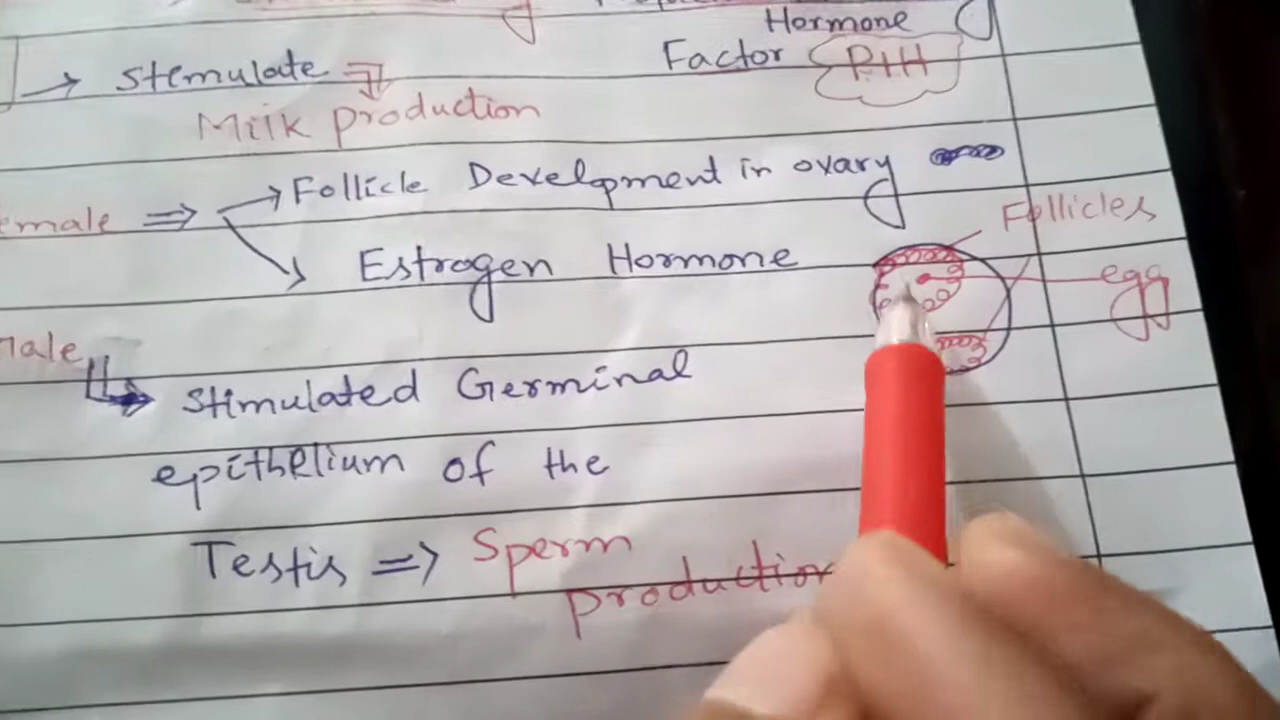 Hormone
→ Stimulate
Factor PIH
Milk production
→ Follicle Development in ovary
emale ⇒
Follicles
Estrogen Hormone
egg
male
Stimulated Germinal
epithelium of the
Testis => Sperm
production